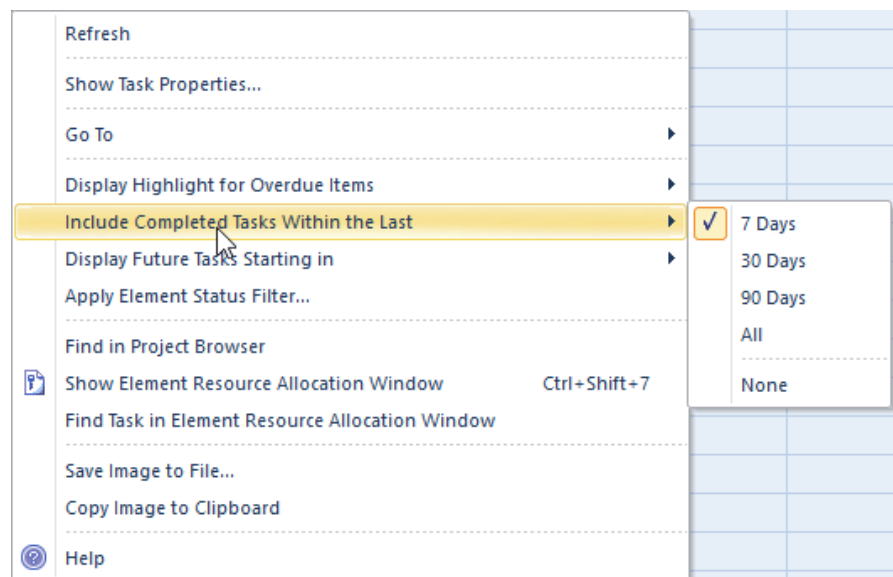 Refresh
Show Task Properties...
Go To
Display Highlight for Overdue Items
Include Completed Tasks Within the Last
Display Future Tasks Starting in
Apply Element Status Filter...
Find in Project Browser
Show Element Resource Allocation Window Ctrl+Shift+7
Find Task in Element Resource Allocation Window
Save Image to File...
Copy Image to Clipboard
Help
7 Days
30 Days
90 Days
All
None